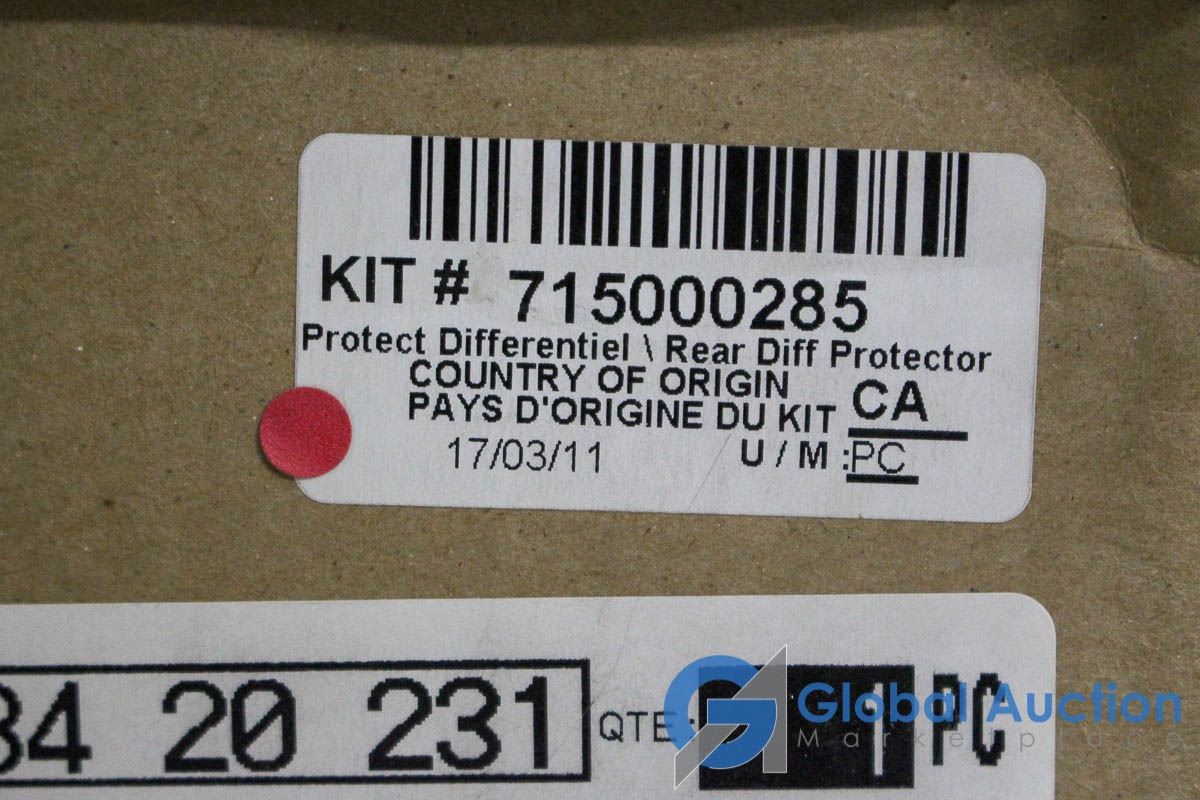 KIT # 715000285
Protect Differentiel \ Rear Diff Protector
COUNTRY OF ORIGIN
PAYS D'ORIGINE DU KIT CA
17/03/11 U / M :PC
34 20 231 QTE: 1 PC
Global Auction
Marketplace